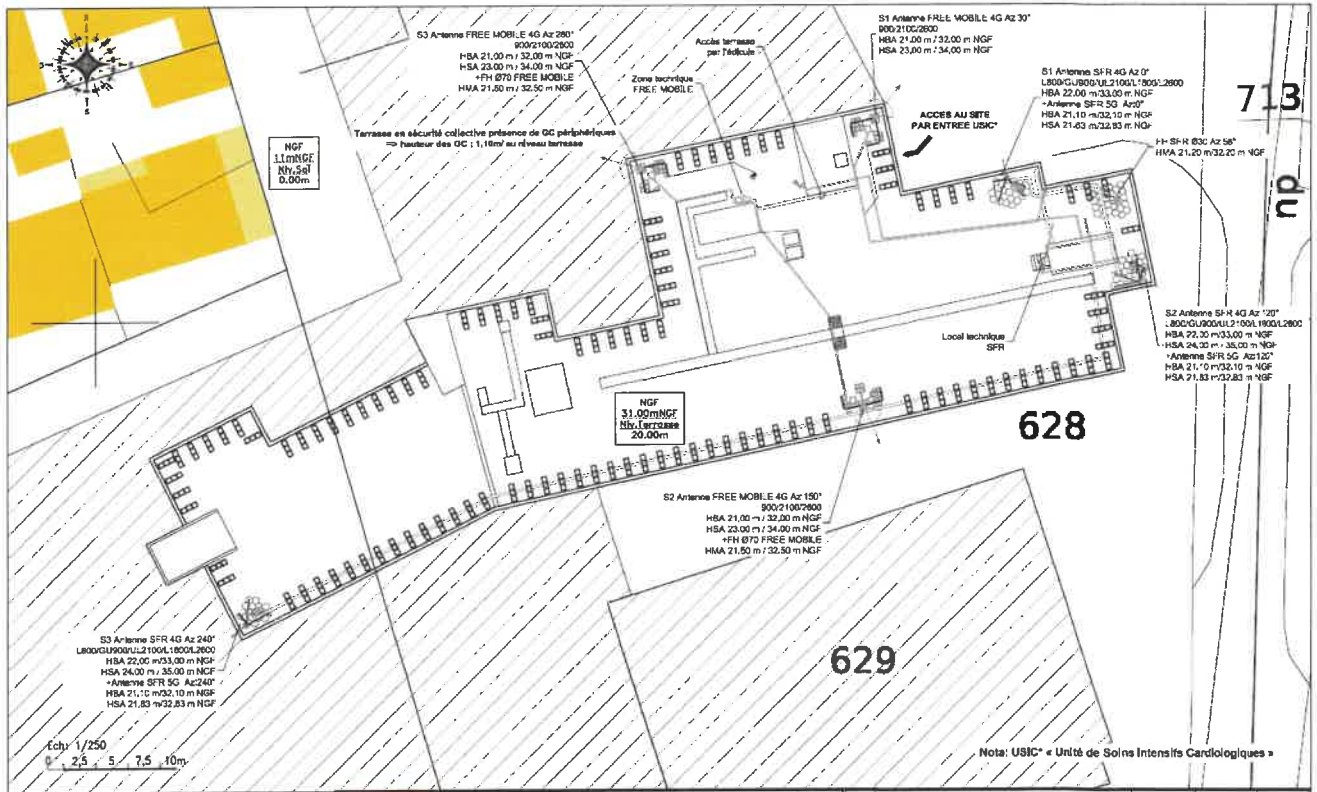 S3 Antenne FREE MOBILE 4G Az 280°
900/2100/2600
HBA 21,00 m / 32,00 m NGF
HSA 23,00 m / 34,00 m NGF
+FH Ø70 FREE MOBILE
HMA 21,50 m / 32,50 m NGF
Accès terrasse
par l'édicule
Zone technique
FREE MOBILE
S1 Antenne FREE MOBILE 4G Az 30°
900/2100/2600
HBA 21,00 m / 32,00 m NGF
HSA 23,00 m / 34,00 m NGF
S1 Antenne SFR 4G Az 0°
L800/GU900/UL2100/L1800/L2600
HBA 22,00 m/33,00 m NGF
+Antenne SFR 5G Az:0°
HBA 21,10 m/32,10 m NGF
HSA 21,83 m/32,83 m NGF
713
ACCES AU SITE
PAR ENTREE USIC*
FH SFR Ø30 Az 56°
HMA 21,20 m/32,20 m NGF
Terrasse en sécurité collective présence de GC périphériques
=> hauteur des GC : 1,10m/ au niveau terrasse
NGF
11mNGF
Niv.Sol
0.00m
du
S2 Antenne SFR 4G Az 120°
L800/GU900/UL2100/L1800/L2600
HBA 22,00 m/33,00 m NGF
HSA 24,00 m / 35,00 m NGF
+Antenne SFR 5G Az:120°
HBA 21,10 m/32,10 m NGF
HSA 21,83 m/32,83 m NGF
Local technique
SFR
NGF
31.00mNGF
Niv.Terrasse
20.00m
628
S2 Antenne FREE MOBILE 4G Az 150°
900/2100/2600
HBA 21,00 m / 32,00 m NGF
HSA 23,00 m / 34,00 m NGF
+FH Ø70 FREE MOBILE
HMA 21,50 m / 32,50 m NGF
629
S3 Antenne SFR 4G Az 240°
L800/GU900/UL2100/L1800/L2600
HBA 22,00 m/33,00 m NGF
HSA 24,00 m / 35,00 m NGF
+Antenne SFR 5G Az:240°
HBA 21,10 m/32,10 m NGF
HSA 21,83 m/32,83 m NGF
Ech: 1/250
0 2,5 5 7,5 10m
Nota: USIC* « Unité de Soins Intensifs Cardiologiques »